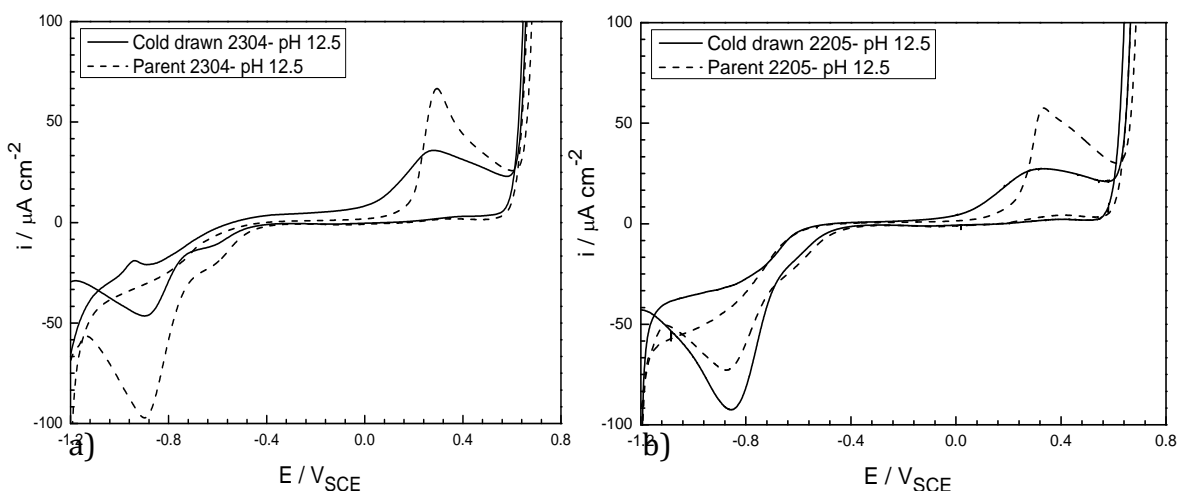 Cold drawn 2304- pH 12.5
Parent 2304- pH 12.5
100
50
0
-50
-100
i / µA cm-2
-1.2
-0.8
-0.4
0.0
0.4
0.8
a)
E / VSCE
Cold drawn 2205- pH 12.5
Parent 2205- pH 12.5
100
50
0
-50
-100
i / µA cm-2
-1.2
-0.8
-0.4
0.0
0.4
0.8
b)
E / VSCE